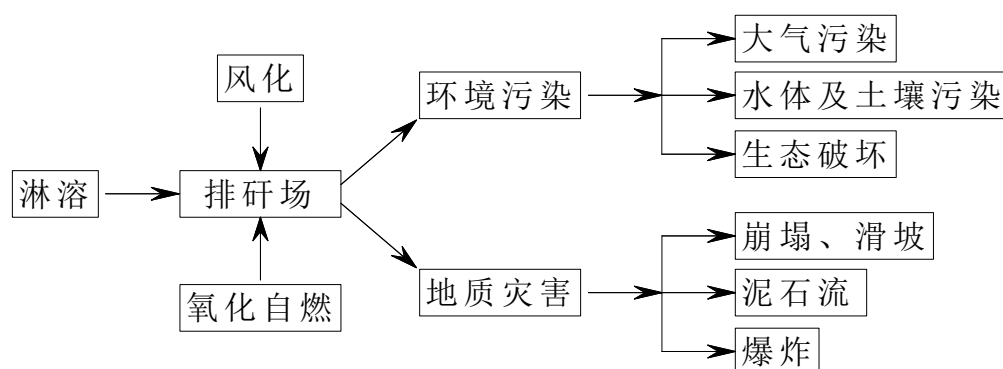 风化
淋溶
排矸场
氧化自燃
环境污染
地质灾害
大气污染
水体及土壤污染
生态破坏
崩塌、滑坡
泥石流
爆炸